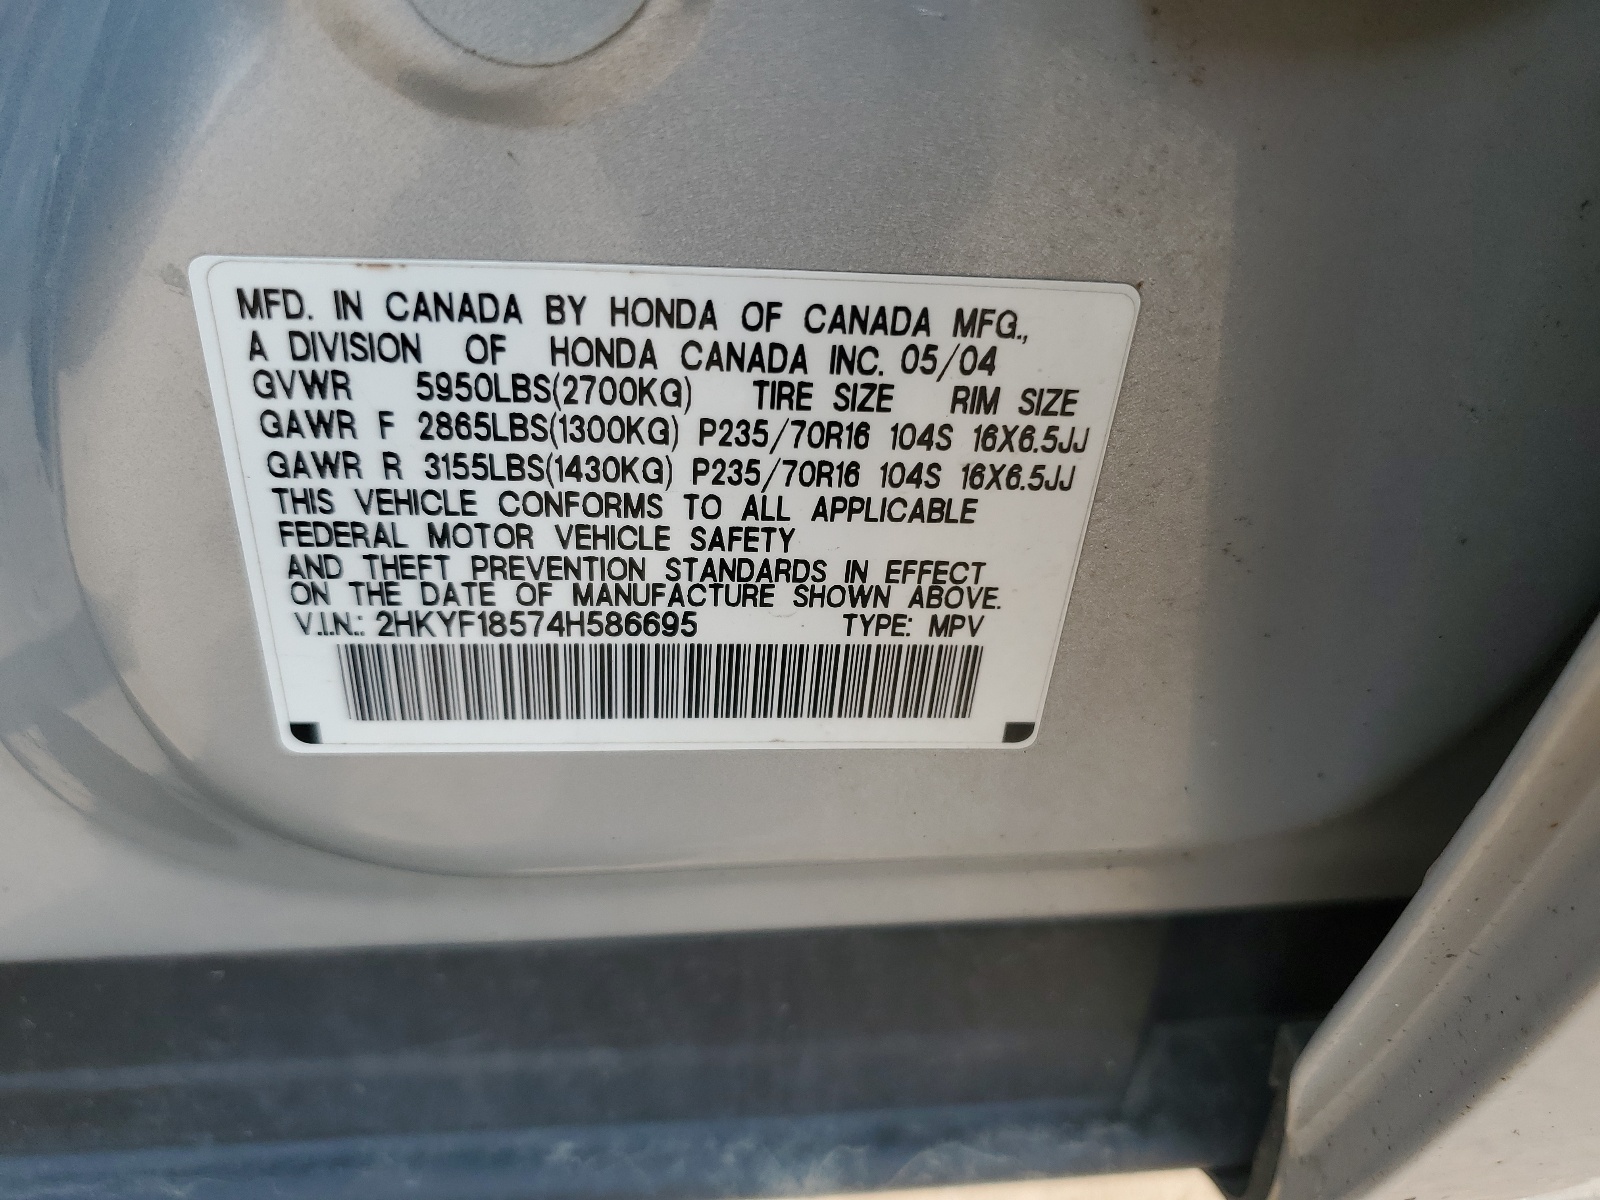 MFD. IN CANADA BY HONDA OF CANADA MFG.,
A DIVISION OF HONDA CANADA INC. 05/04
GVWR 5950LBS(2700KG) TIRE SIZE RIM SIZE
GAWR F 2865LBS(1300KG) P235/70R16 104S 16X6.5JJ
GAWR R 3155LBS(1430KG) P235/70R16 104S 16X6.5JJ
THIS VEHICLE CONFORMS TO ALL APPLICABLE
FEDERAL MOTOR VEHICLE SAFETY
AND THEFT PREVENTION STANDARDS IN EFFECT
ON THE DATE OF MANUFACTURE SHOWN ABOVE.
V.I.N.: 2HKYF18574H586695 TYPE: MPV